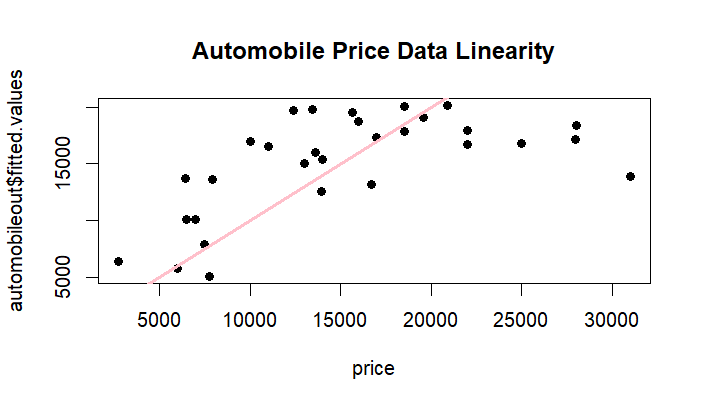 Automobile Price Data Linearity
automobileout$fitted.values
15000
5000
5000 10000 15000 20000 25000 30000
price